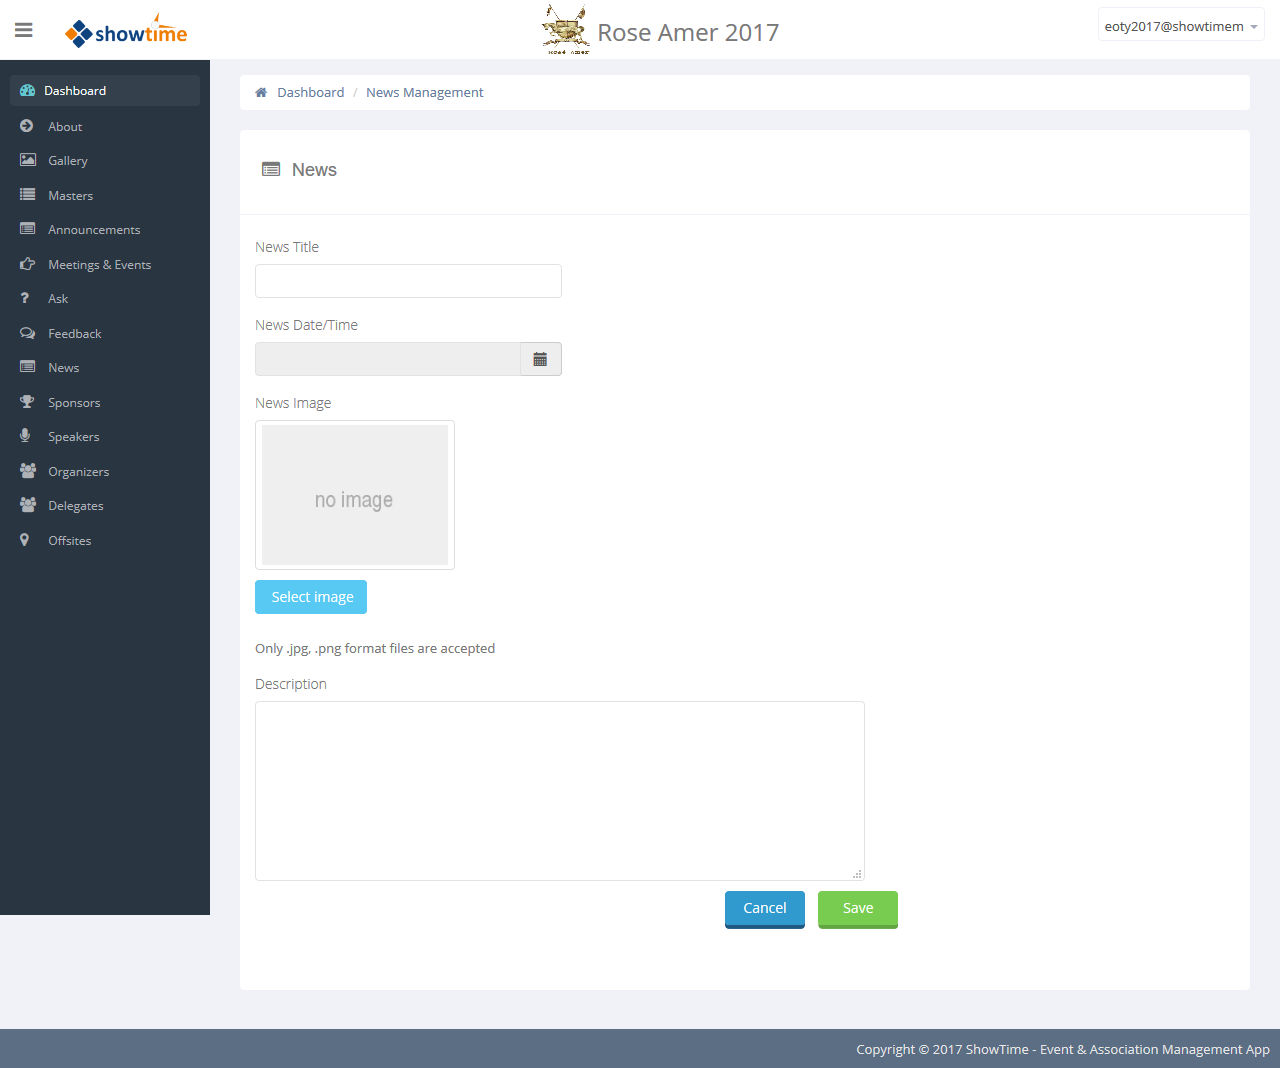 showtime
Rose Amer 2017
eoty2017@showtimem
Dashboard
About
Gallery
Masters
Announcements
Meetings & Events
Ask
Feedback
News
Sponsors
Speakers
Organizers
Delegates
Offsites
Dashboard / News Management
News
News Title
News Date/Time
News Image
no image
Select image
Only .jpg, .png format files are accepted
Description
Cancel
Save
Copyright © 2017 ShowTime - Event & Association Management App